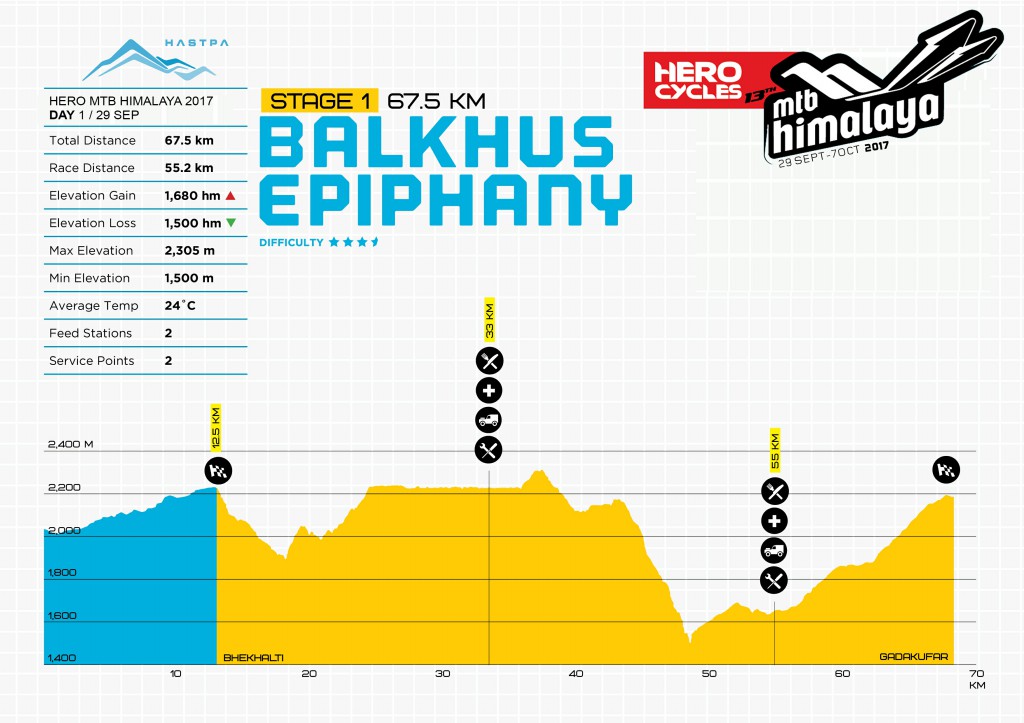 HASTPA
HERO MTB HIMALAYA 2017
DAY 1 / 29 SEP
Total Distance 67.5 km
Race Distance 55.2 km
Elevation Gain 1,680 hm
Elevation Loss 1,500 hm
Max Elevation 2,305 m
Min Elevation 1,500 m
Average Temp 24°C
Feed Stations 2
Service Points 2
STAGE 1 67.5 KM
BALKHUS
EPIPHANY
DIFFICULTY
HERO
CYCLES
13TH
mtb
himalaya
29 SEPT-7OCT 2017
33 KM
12.5 KM
55 KM
2,400 M
2,200
2,000
1,800
1,600
1,400
BHEKHALTI
GADAKUFAR
10 20 30 40 50 60 70
KM